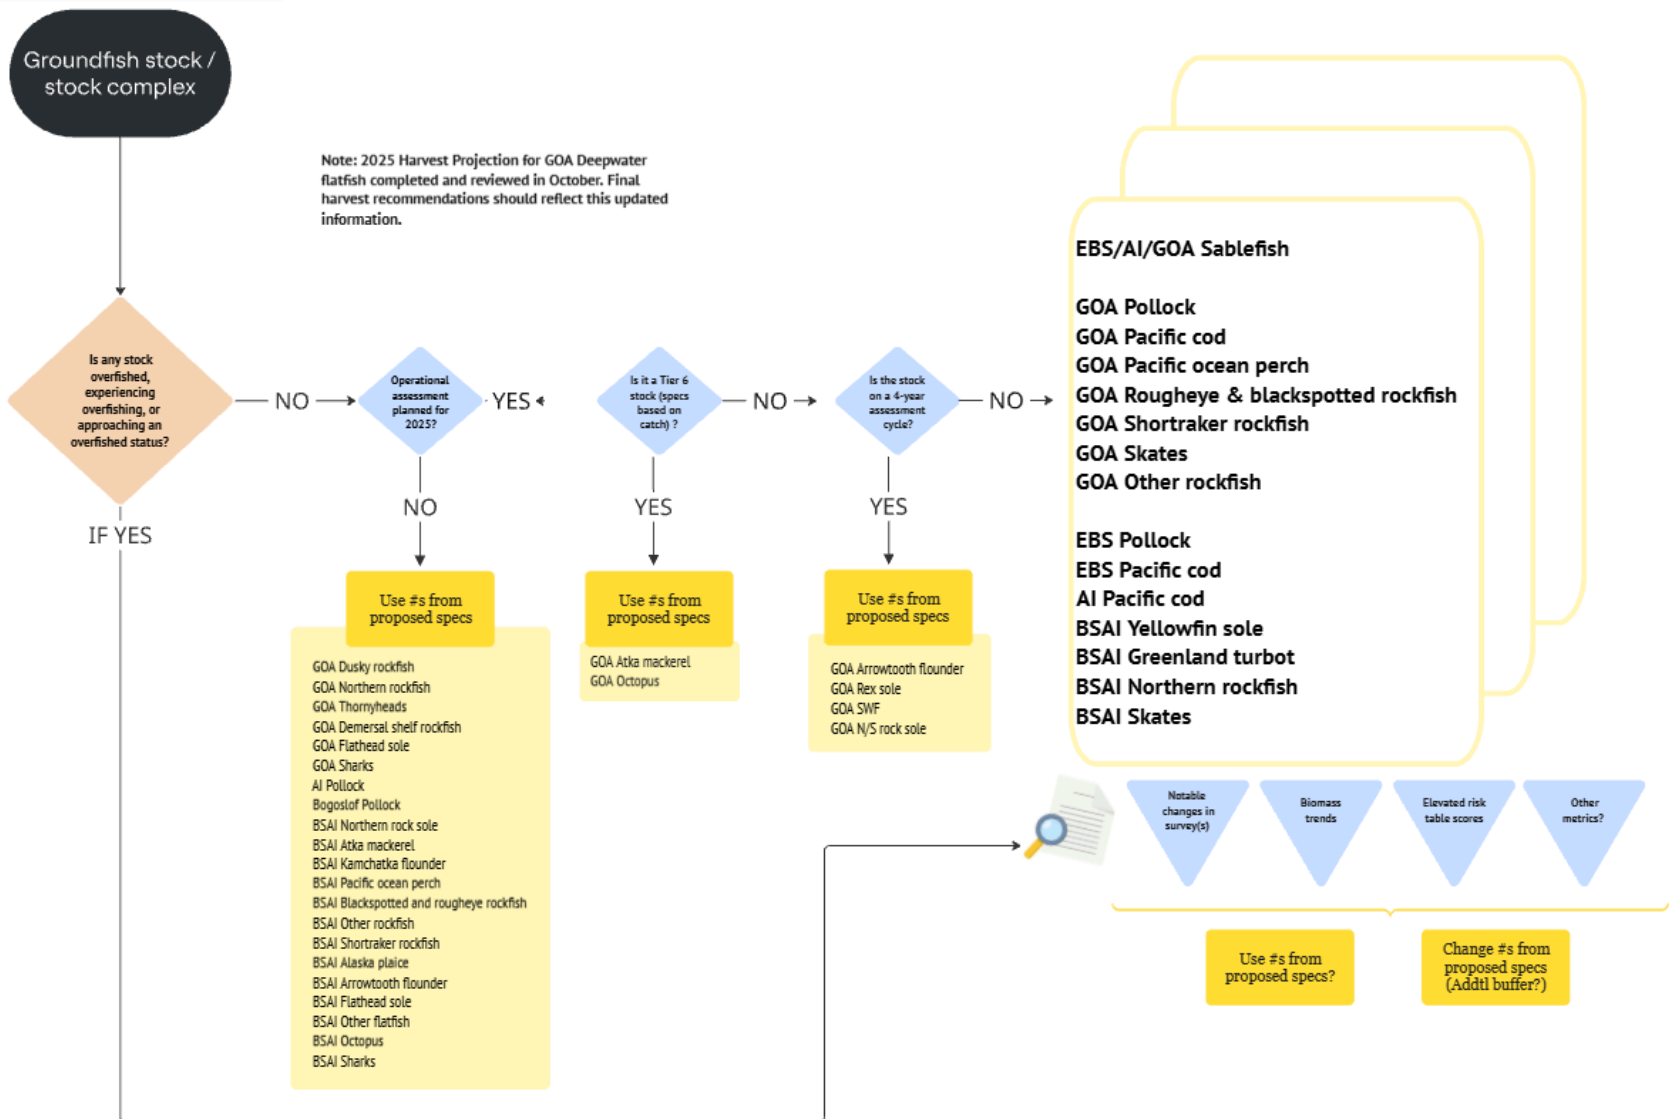 Groundfish stock /
stock complex
Note: 2025 Harvest Projection for GOA Deepwater
flatfish completed and reviewed in October. Final
harvest recommendations should reflect this updated
information.
Is any stock
overfished,
experiencing
overfishing, or
approaching an
overfished status?
NO
IF YES
Operational
assessment
planned for
2025?
YES
NO
Is it a Tier 6
stock (specs
based on
catch) ?
NO
YES
Is the stock
on a 4-year
assessment
cycle?
NO
YES
Use #s from
proposed specs
GOA Dusky rockfish
GOA Northern rockfish
GOA Thornyheads
GOA Demersal shelf rockfish
GOA Flathead sole
GOA Sharks
AI Pollock
Bogoslof Pollock
BSAI Northern rock sole
BSAI Atka mackerel
BSAI Kamchatka flounder
BSAI Pacific ocean perch
BSAI Blackspotted and rougheye rockfish
BSAI Other rockfish
BSAI Shortraker rockfish
BSAI Alaska plaice
BSAI Arrowtooth flounder
BSAI Flathead sole
BSAI Other flatfish
BSAI Octopus
BSAI Sharks
Use #s from
proposed specs
GOA Atka mackerel
GOA Octopus
Use #s from
proposed specs
GOA Arrowtooth flounder
GOA Rex sole
GOA SWF
GOA N/S rock sole
EBS/AI/GOA Sablefish
GOA Pollock
GOA Pacific cod
GOA Pacific ocean perch
GOA Rougheye & blackspotted rockfish
GOA Shortraker rockfish
GOA Skates
GOA Other rockfish
EBS Pollock
EBS Pacific cod
AI Pacific cod
BSAI Yellowfin sole
BSAI Greenland turbot
BSAI Northern rockfish
BSAI Skates
Notable
changes in
survey(s)
Biomass
trends
Elevated risk
table scores
Other
metrics?
Use #s from
proposed specs?
Change #s from
proposed specs
(Addtl buffer?)